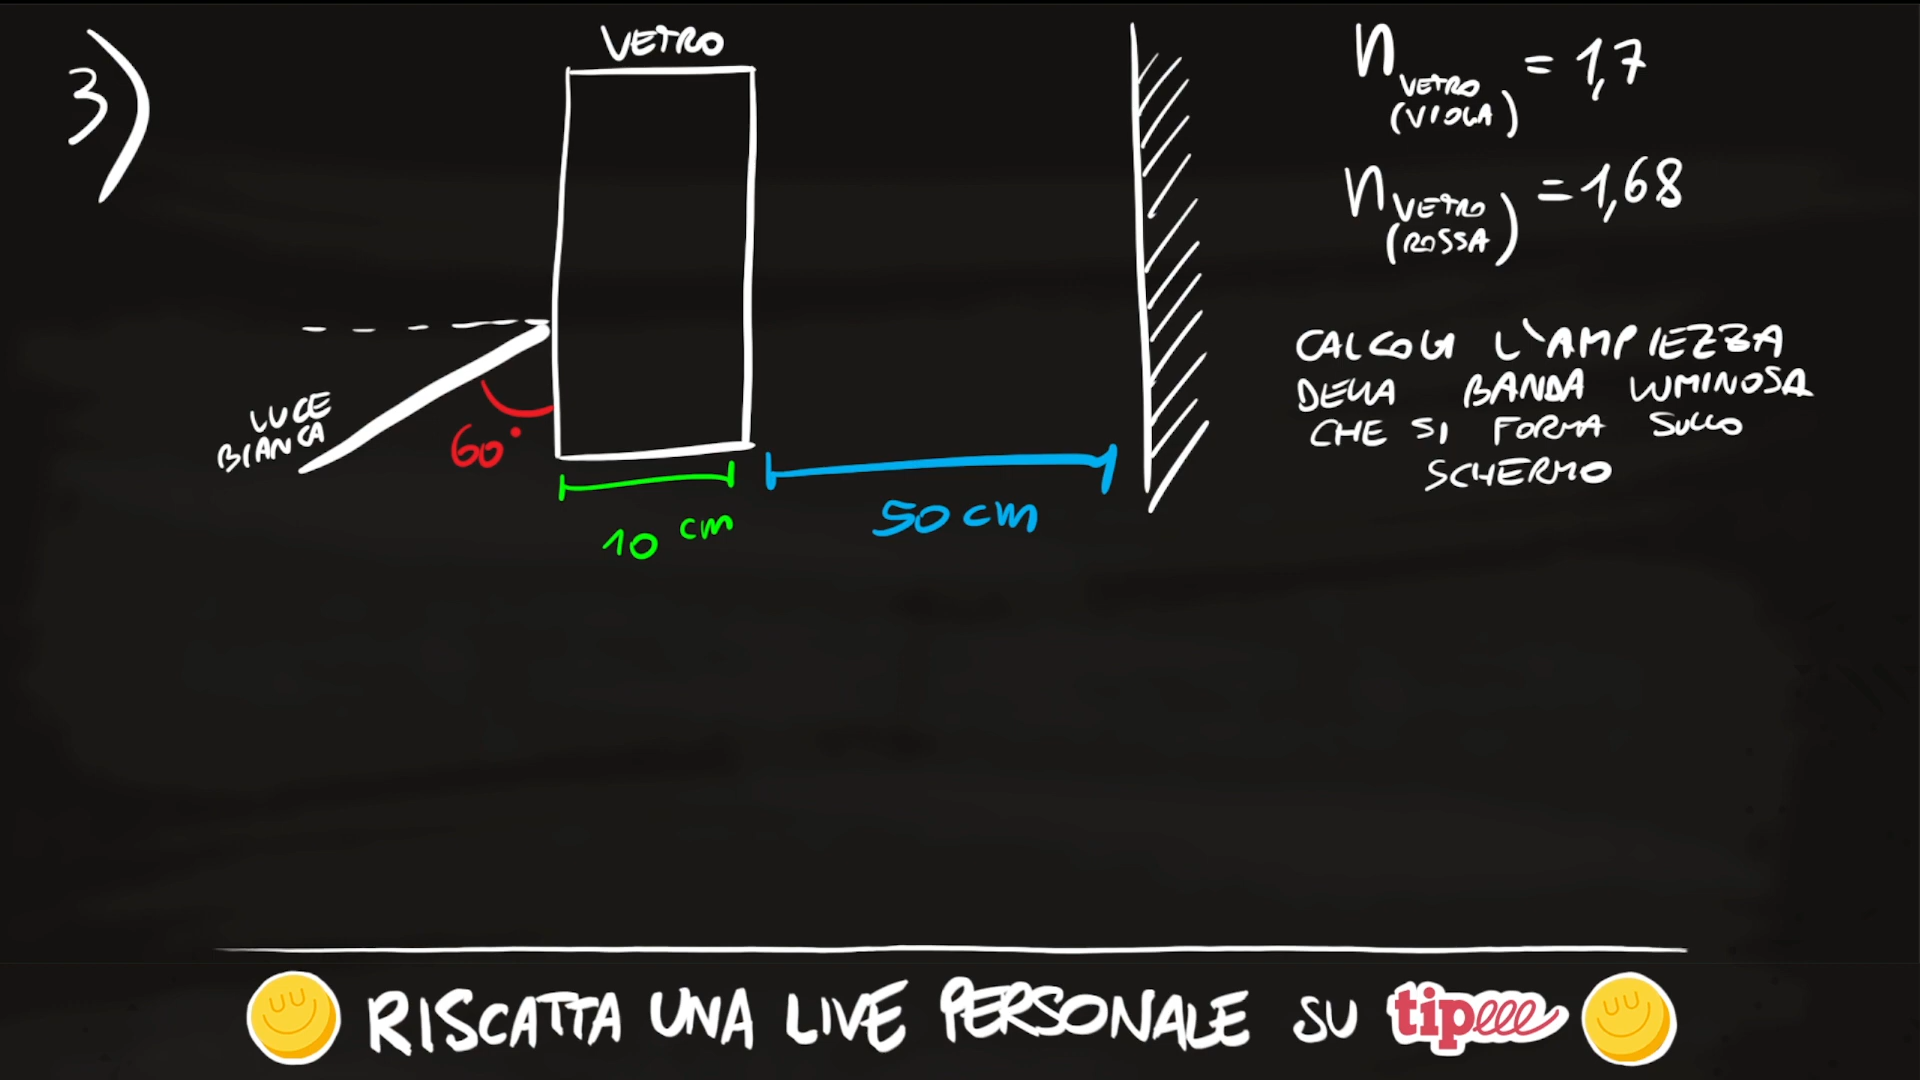 3)
VETRO
n VETRO (VIOLA) = 1,7
n VETRO (ROSSA) = 1,68
LUCE
BIANCA
60°
10 cm
50 cm
CALCOLI L'AMPIEZZA
DELLA BANDA LUMINOSA
CHE SI FORMA SULLO
SCHERMO
RISCATTA UNA LIVE PERSONALE SU tipeee